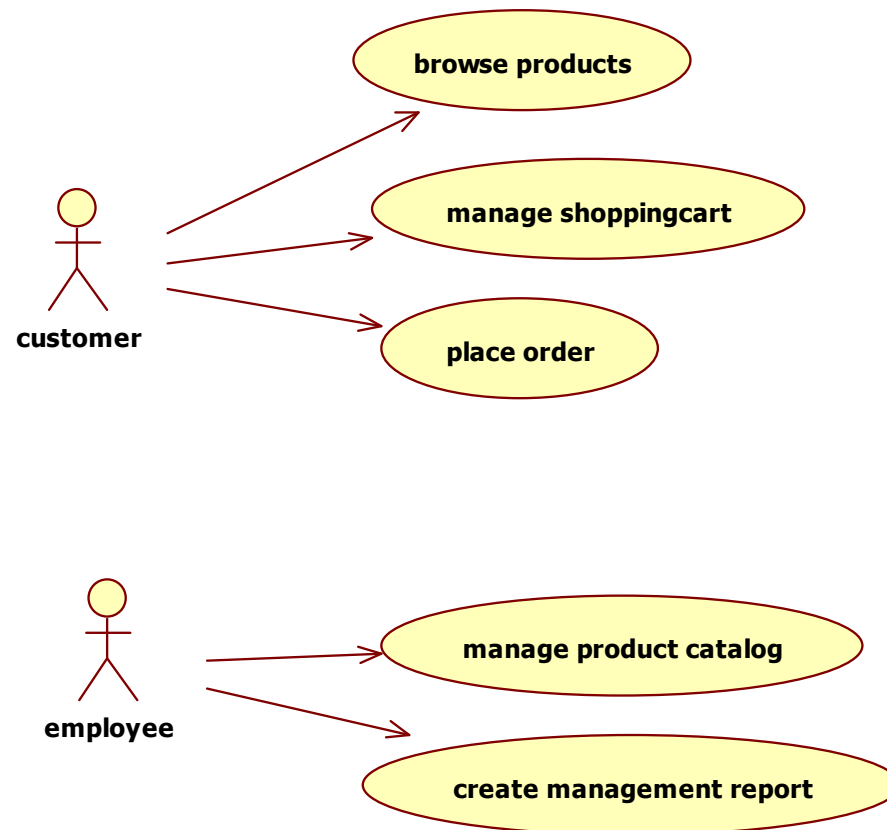 browse products
manage shoppingcart
customer
place order
manage product catalog
employee
create management report